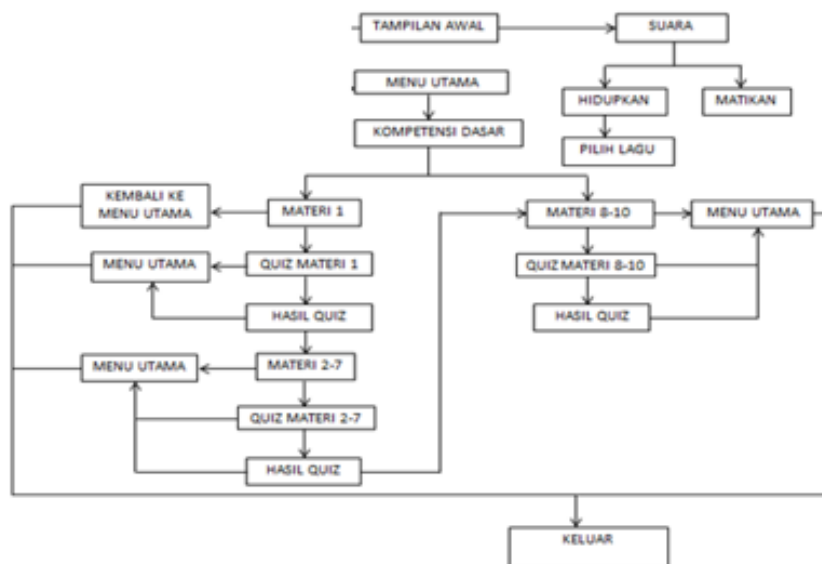 TAMPILAN AWAL
SUARA
MENU UTAMA
HIDUPKAN
MATIKAN
KOMPETENSI DASAR
PILIH LAGU
KEMBALI KE
MENU UTAMA
MATERI 1
MATERI 8-10
MENU UTAMA
MENU UTAMA
QUIZ MATERI 1
QUIZ MATERI 8-10
HASIL QUIZ
HASIL QUIZ
MENU UTAMA
MATERI 2-7
QUIZ MATERI 2-7
HASIL QUIZ
KELUAR